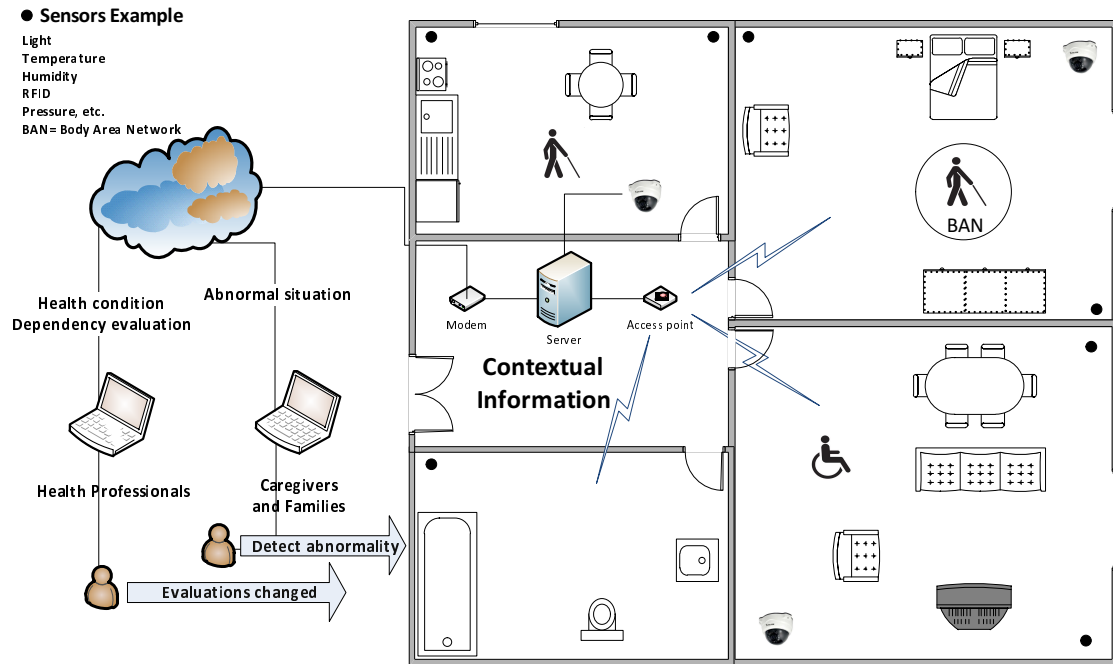 ● Sensors Example
Light
Temperature
Humidity
RFID
Pressure, etc.
BAN= Body Area Network
Health condition
Dependency evaluation
Abnormal situation
Health Professionals
Caregivers
and Families
Detect abnormality
Evaluations changed
BAN
Modem
Server
Access point
Contextual
Information